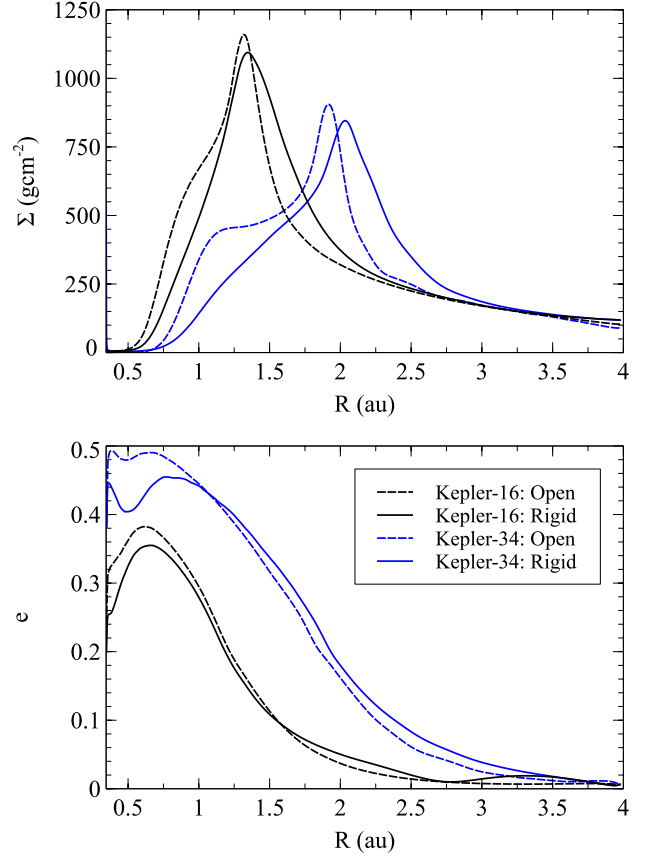 1250
1000
750
500
250
0
Σ (gcm-2)
0.5 1 1.5 2 2.5 3 3.5 4
R (au)
0.5
0.4
0.3
0.2
0.1
0
e
Kepler-16: Open
Kepler-16: Rigid
Kepler-34: Open
Kepler-34: Rigid
0.5 1 1.5 2 2.5 3 3.5 4
R (au)